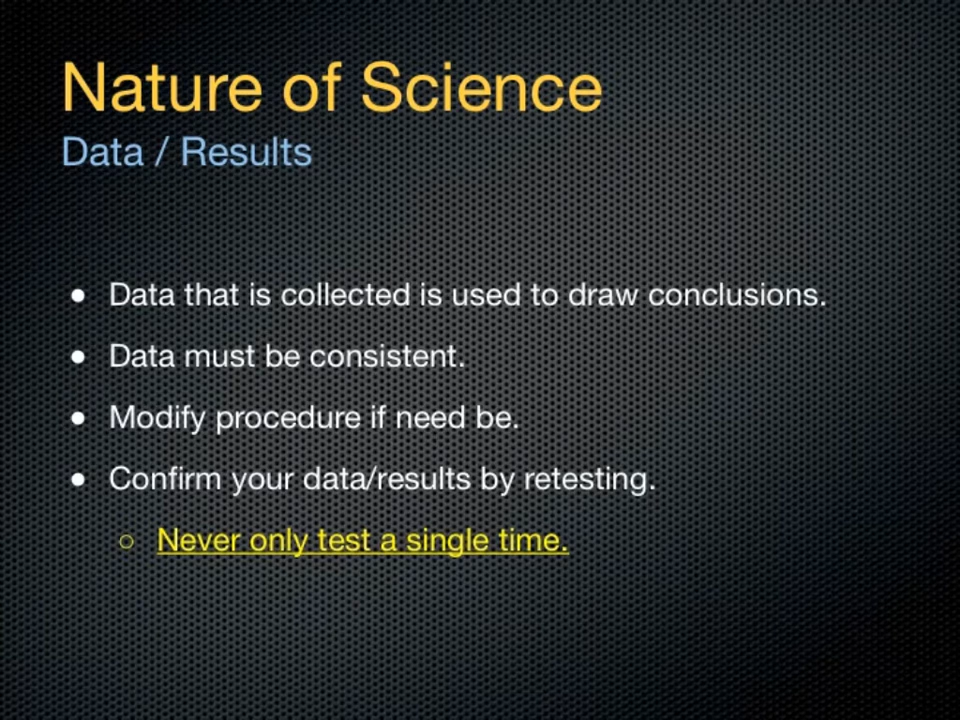 Nature of Science
Data / Results
● Data that is collected is used to draw conclusions.
● Data must be consistent.
● Modify procedure if need be.
● Confirm your data/results by retesting.
○ Never only test a single time.